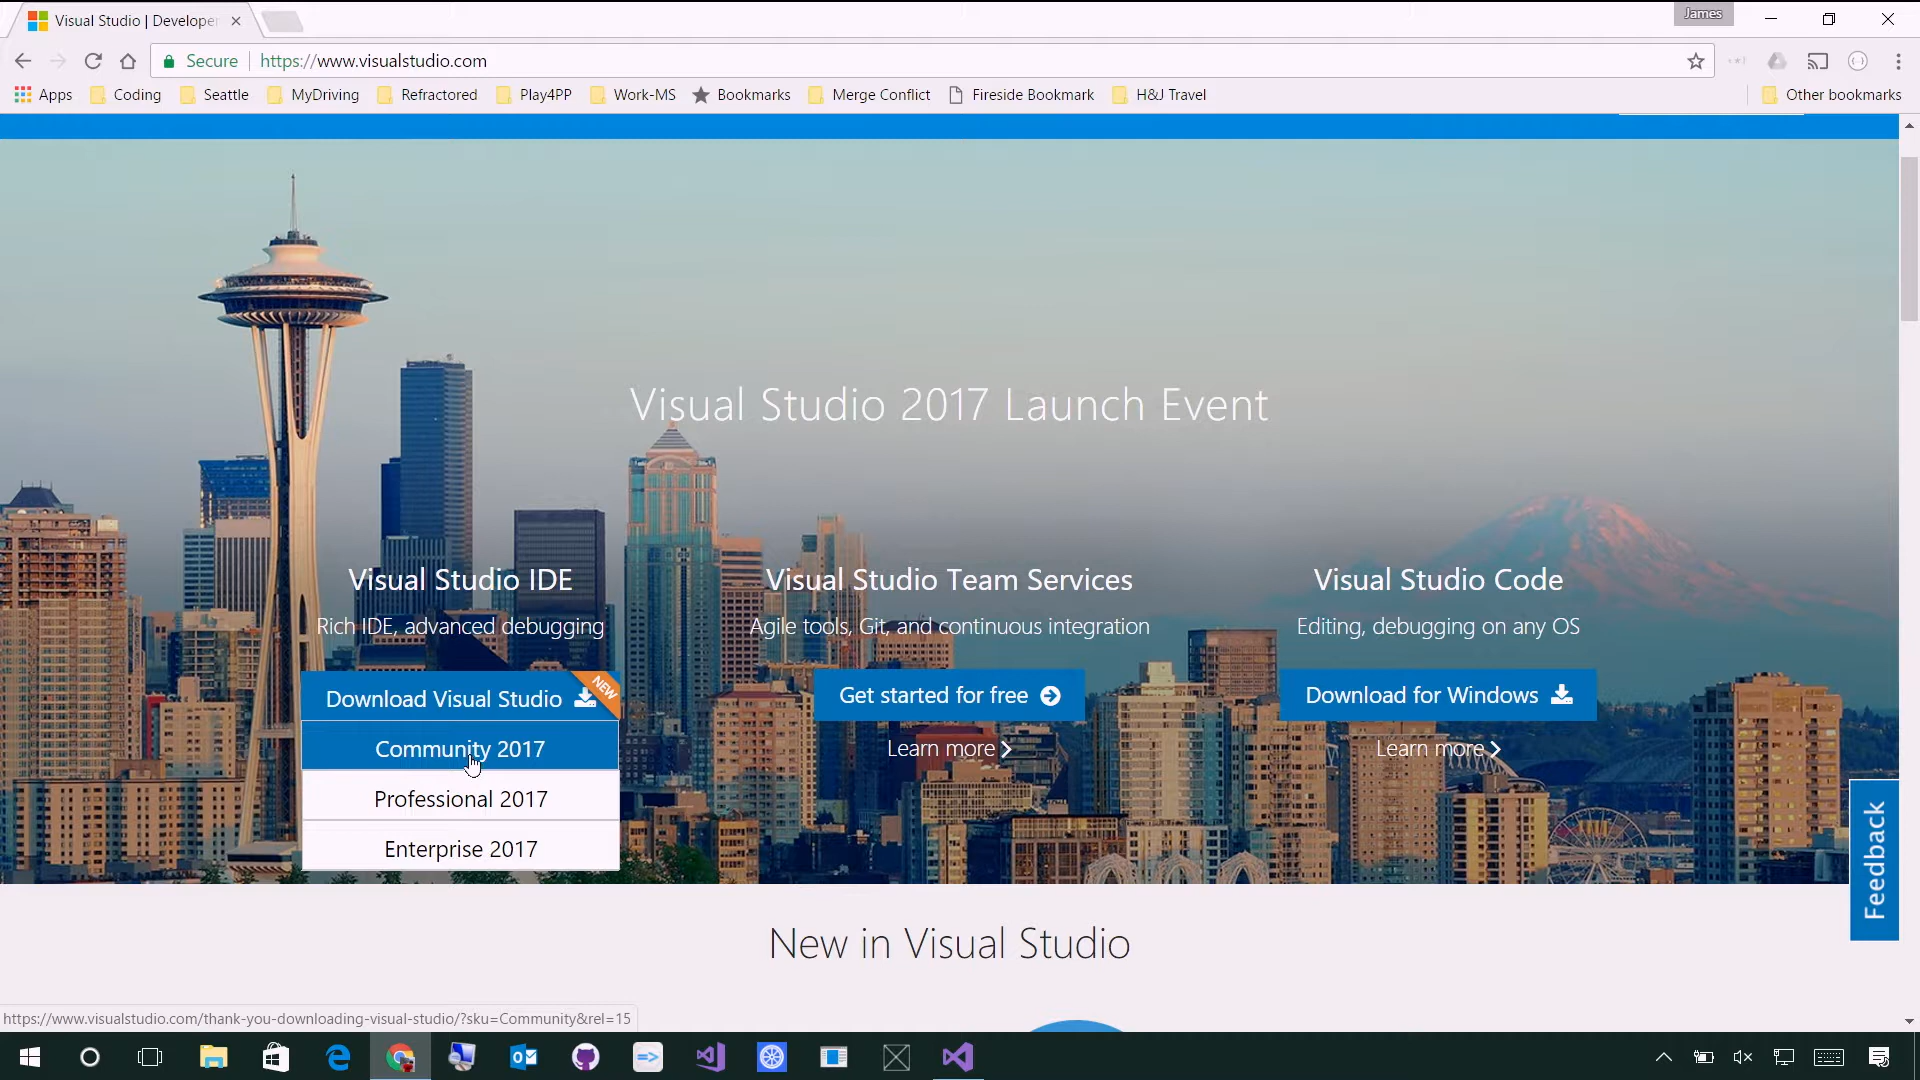 Visual Studio | Developer
James
Secure
https://www.visualstudio.com
Apps
Coding
Seattle
MyDriving
Refractored
Play4PP
Work-MS
Bookmarks
Merge Conflict
Fireside Bookmark
H&J Travel
Other bookmarks
Visual Studio 2017 Launch Event
Visual Studio IDE
Rich IDE, advanced debugging
Download Visual Studio
NEW
Community 2017
Professional 2017
Enterprise 2017
Visual Studio Team Services
Agile tools, Git, and continuous integration
Get started for free
Learn more
Visual Studio Code
Editing, debugging on any OS
Download for Windows
Learn more
Feedback
New in Visual Studio
https://www.visualstudio.com/thank-you-downloading-visual-studio/?sku=Community&rel=15